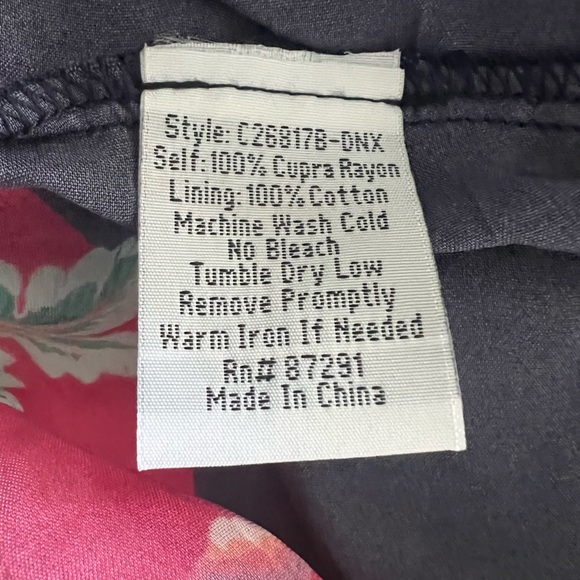 Style: C268178-DNX
Self: 100% Cupra Rayon
Lining: 100% Cotton
Machine Wash Cold
No Bleach
Tumble Dry Low
Remove Promptly
Warm Iron If Needed
Rn# 87291
Made In China